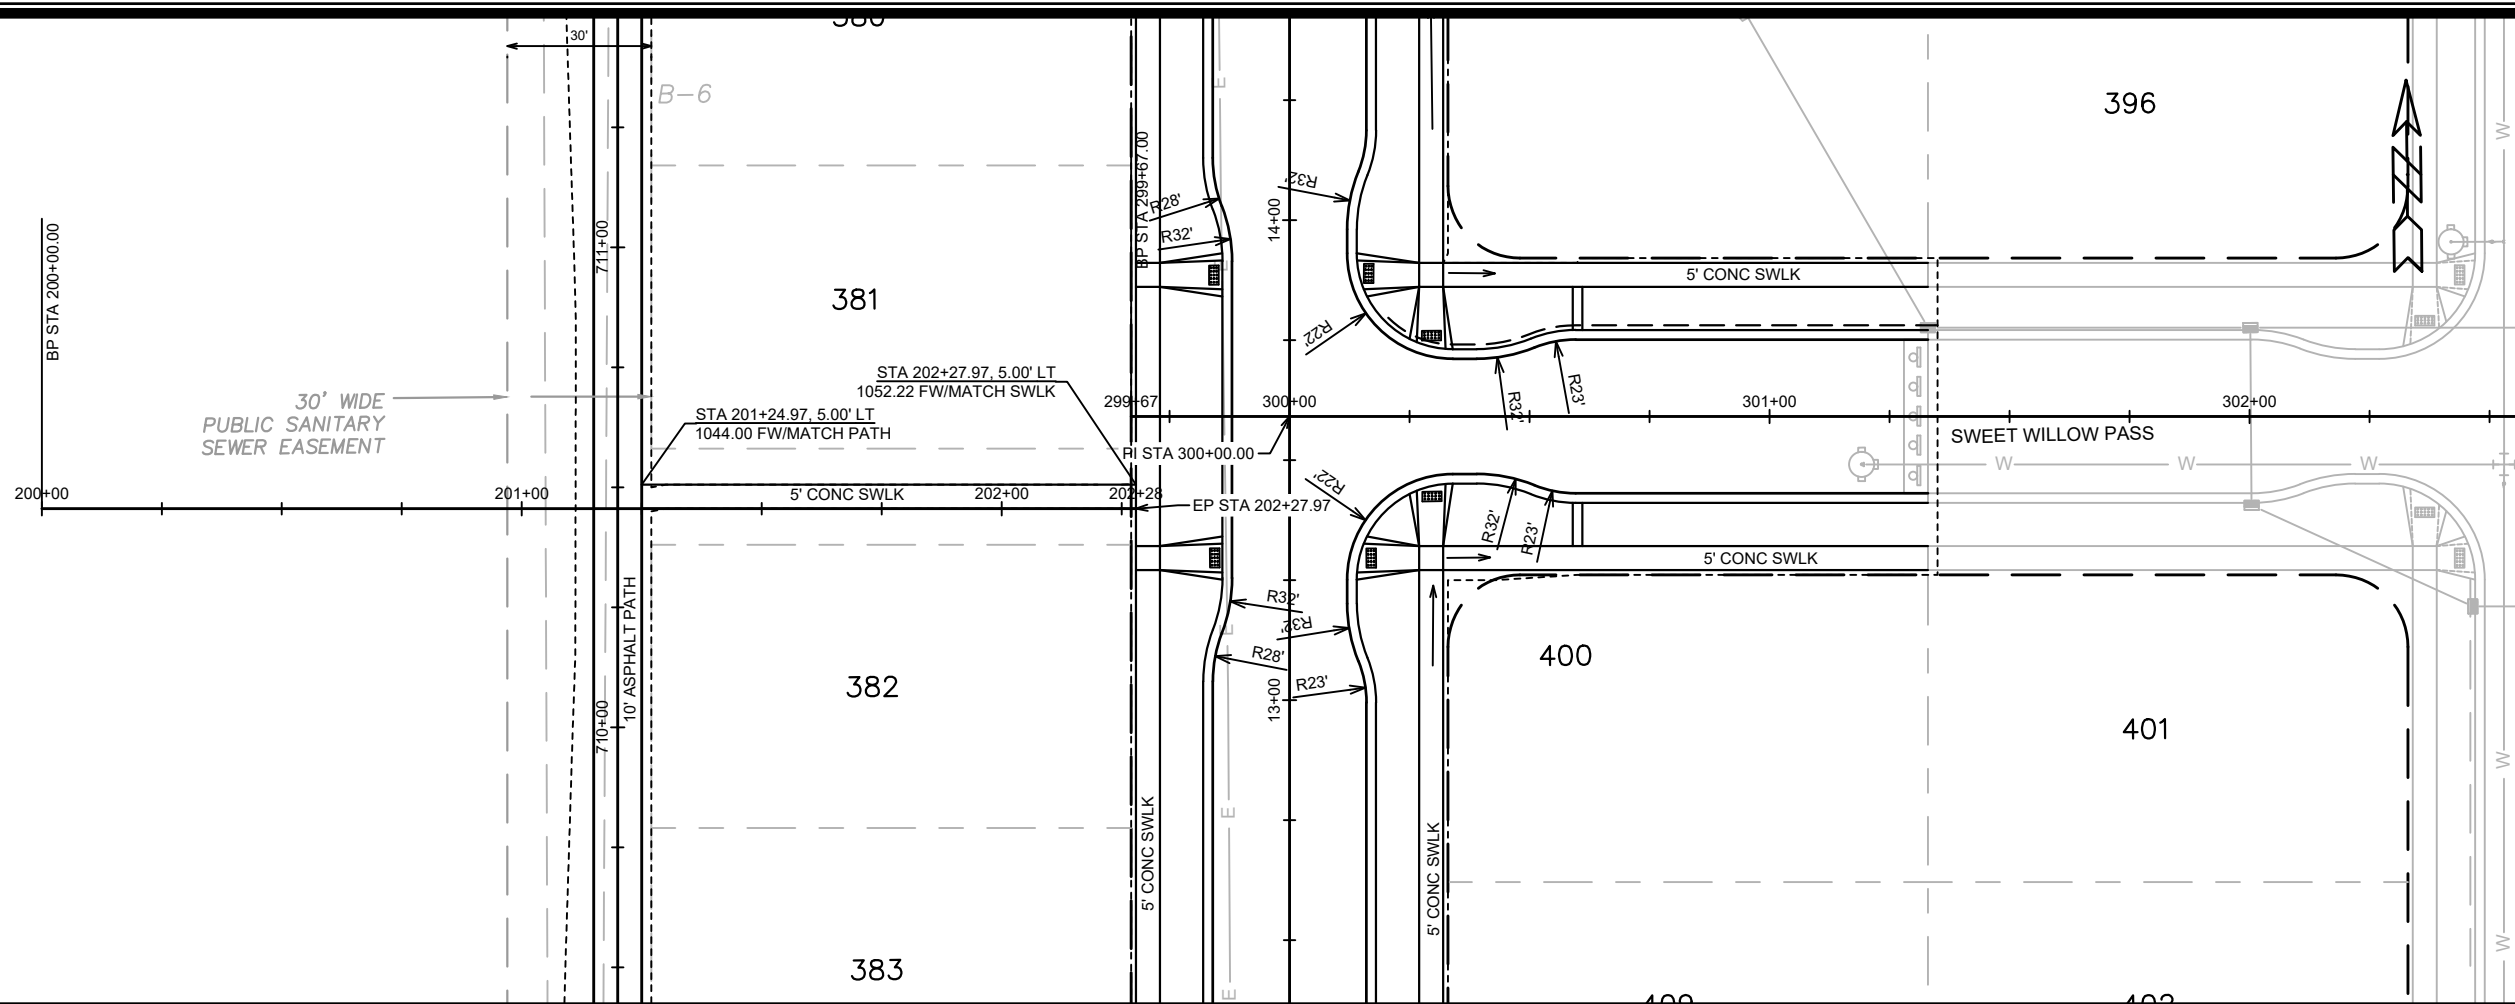 380
30'
B-6
396
BP STA 200+00.00
711+00
381
BP STA 299+67.00
R28'
R32'
14+00
R32'
R22'
5' CONC SWLK
W
E
30' WIDE
PUBLIC SANITARY
SEWER EASEMENT
STA 202+27.97, 5.00' LT
1052.22 FW/MATCH SWLK
STA 201+24.97, 5.00' LT
1044.00 FW/MATCH PATH
299+67
300+00
R32'
R23'
301+00
302+00
SWEET WILLOW PASS
PI STA 300+00.00
W
W
W
200+00
201+00
5' CONC SWLK
202+00
202+28
EP STA 202+27.97
R22'
R32'
R23'
5' CONC SWLK
10' ASPHALT PATH
710+00
382
R32'
R32'
R28'
R23'
13+00
E
400
401
W
5' CONC SWLK
E
5' CONC SWLK
383
E
W
409
402